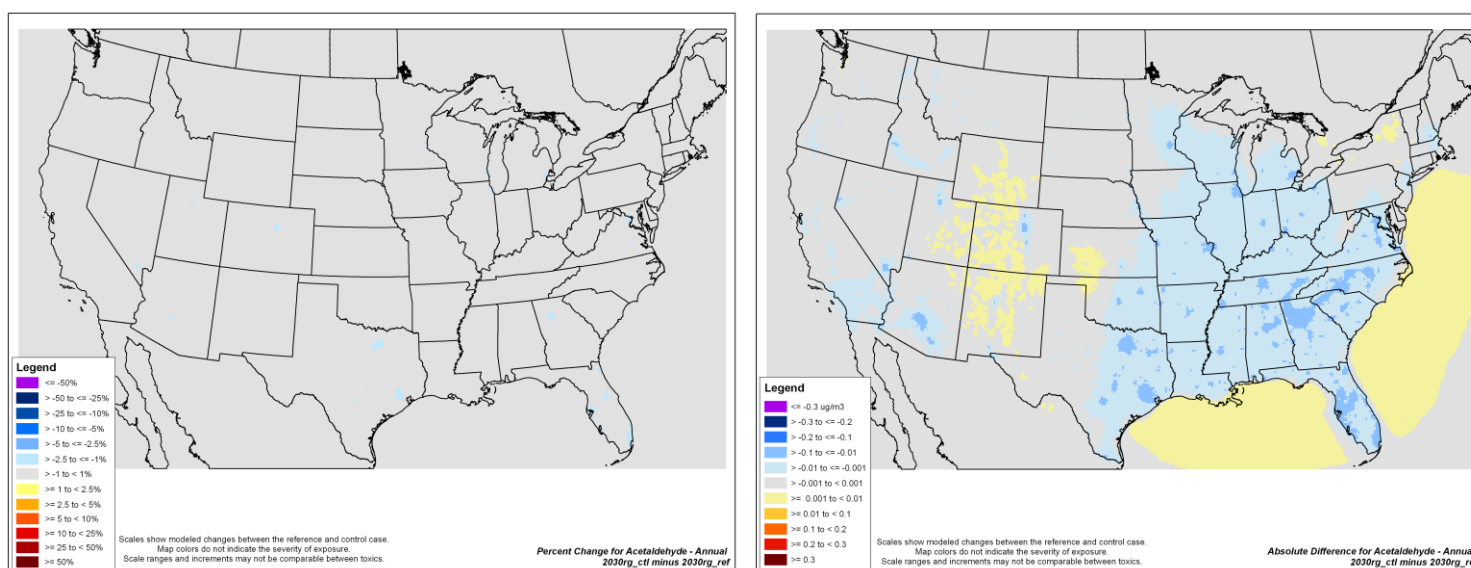 Legend
<= -50%
> -50 to <= -25%
> -25 to <= -10%
> -10 to <= -5%
> -5 to <= -2.5%
> -2.5 to <= -1%
> -1 to < 1%
>= 1 to < 2.5%
>= 2.5 to < 5%
>= 5 to < 10%
>= 10 to < 25%
>= 25 to < 50%
>= 50%
Scales show modeled changes between the reference and control case.
Map colors do not indicate the severity of exposure.
Scale ranges and increments may not be comparable between toxics.
Percent Change for Acetaldehyde - Annual
2030rg_ctl minus 2030rg_ref
Legend
<= -0.3 ug/m3
> -0.3 to <= -0.2
> -0.2 to <= -0.1
> -0.1 to <= -0.01
> -0.01 to <= -0.001
> -0.001 to < 0.001
>= 0.001 to < 0.01
>= 0.01 to < 0.1
>= 0.1 to < 0.2
>= 0.2 to < 0.3
>= 0.3
Scales show modeled changes between the reference and control case.
Map colors do not indicate the severity of exposure.
Scale ranges and increments may not be comparable between toxics.
Absolute Difference for Acetaldehyde - Annua
2030rg_ctl minus 2030rg_re